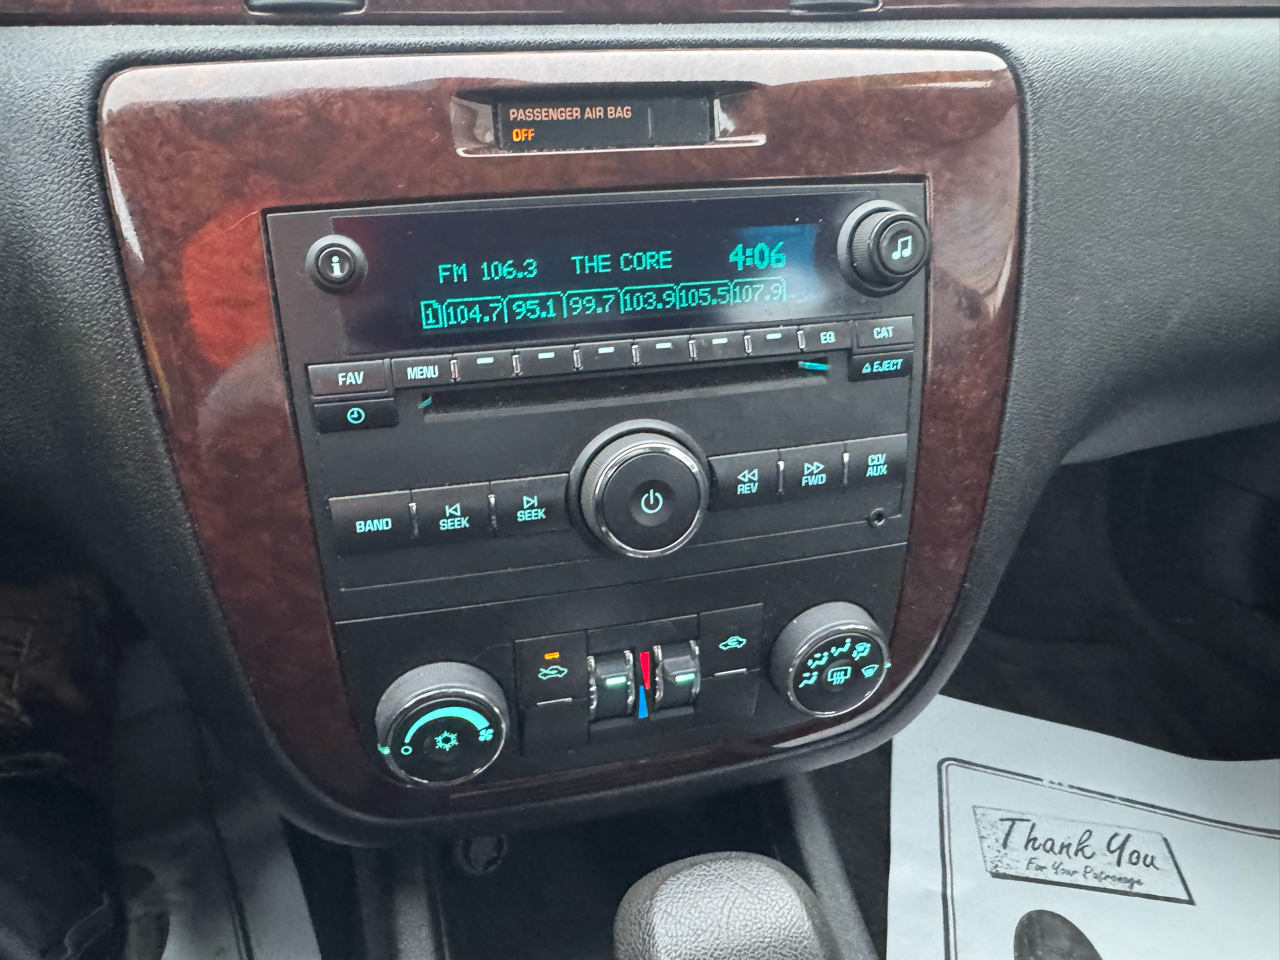 PASSENGER AIR BAG
OFF
FM 106.3 THE CORE 4:06
1 104.7 95.1 99.7 103.9 105.5 107.9
i
FAV MENU EQ CAT
EJECT
BAND SEEK SEEK REV FWD CD/
AUX
Thank You
For Your Patronage